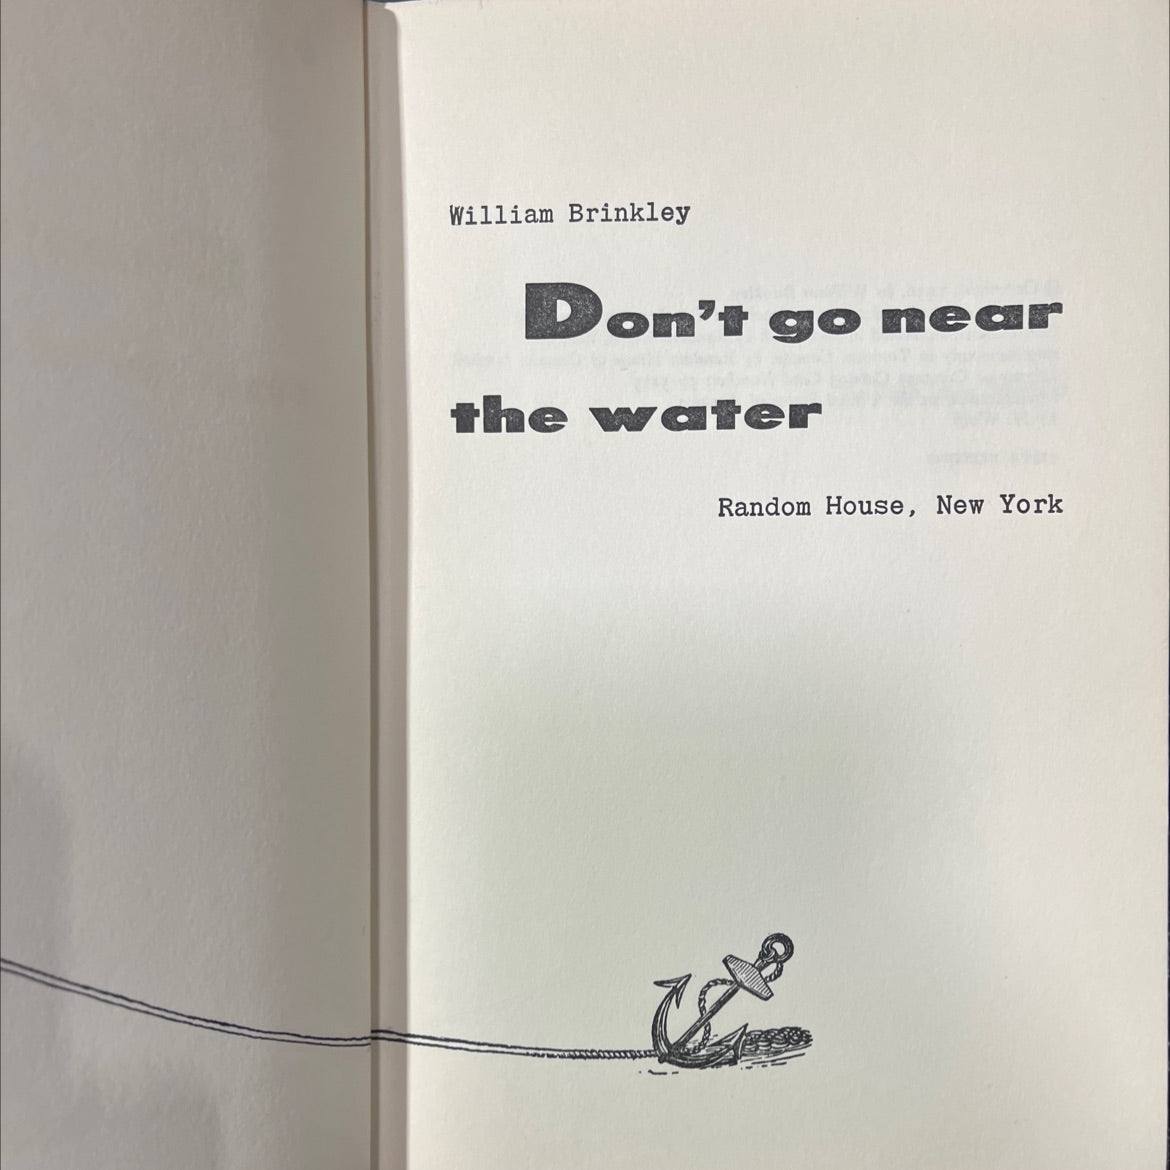 William Brinkley
Don't go near
the water
Random House, New York